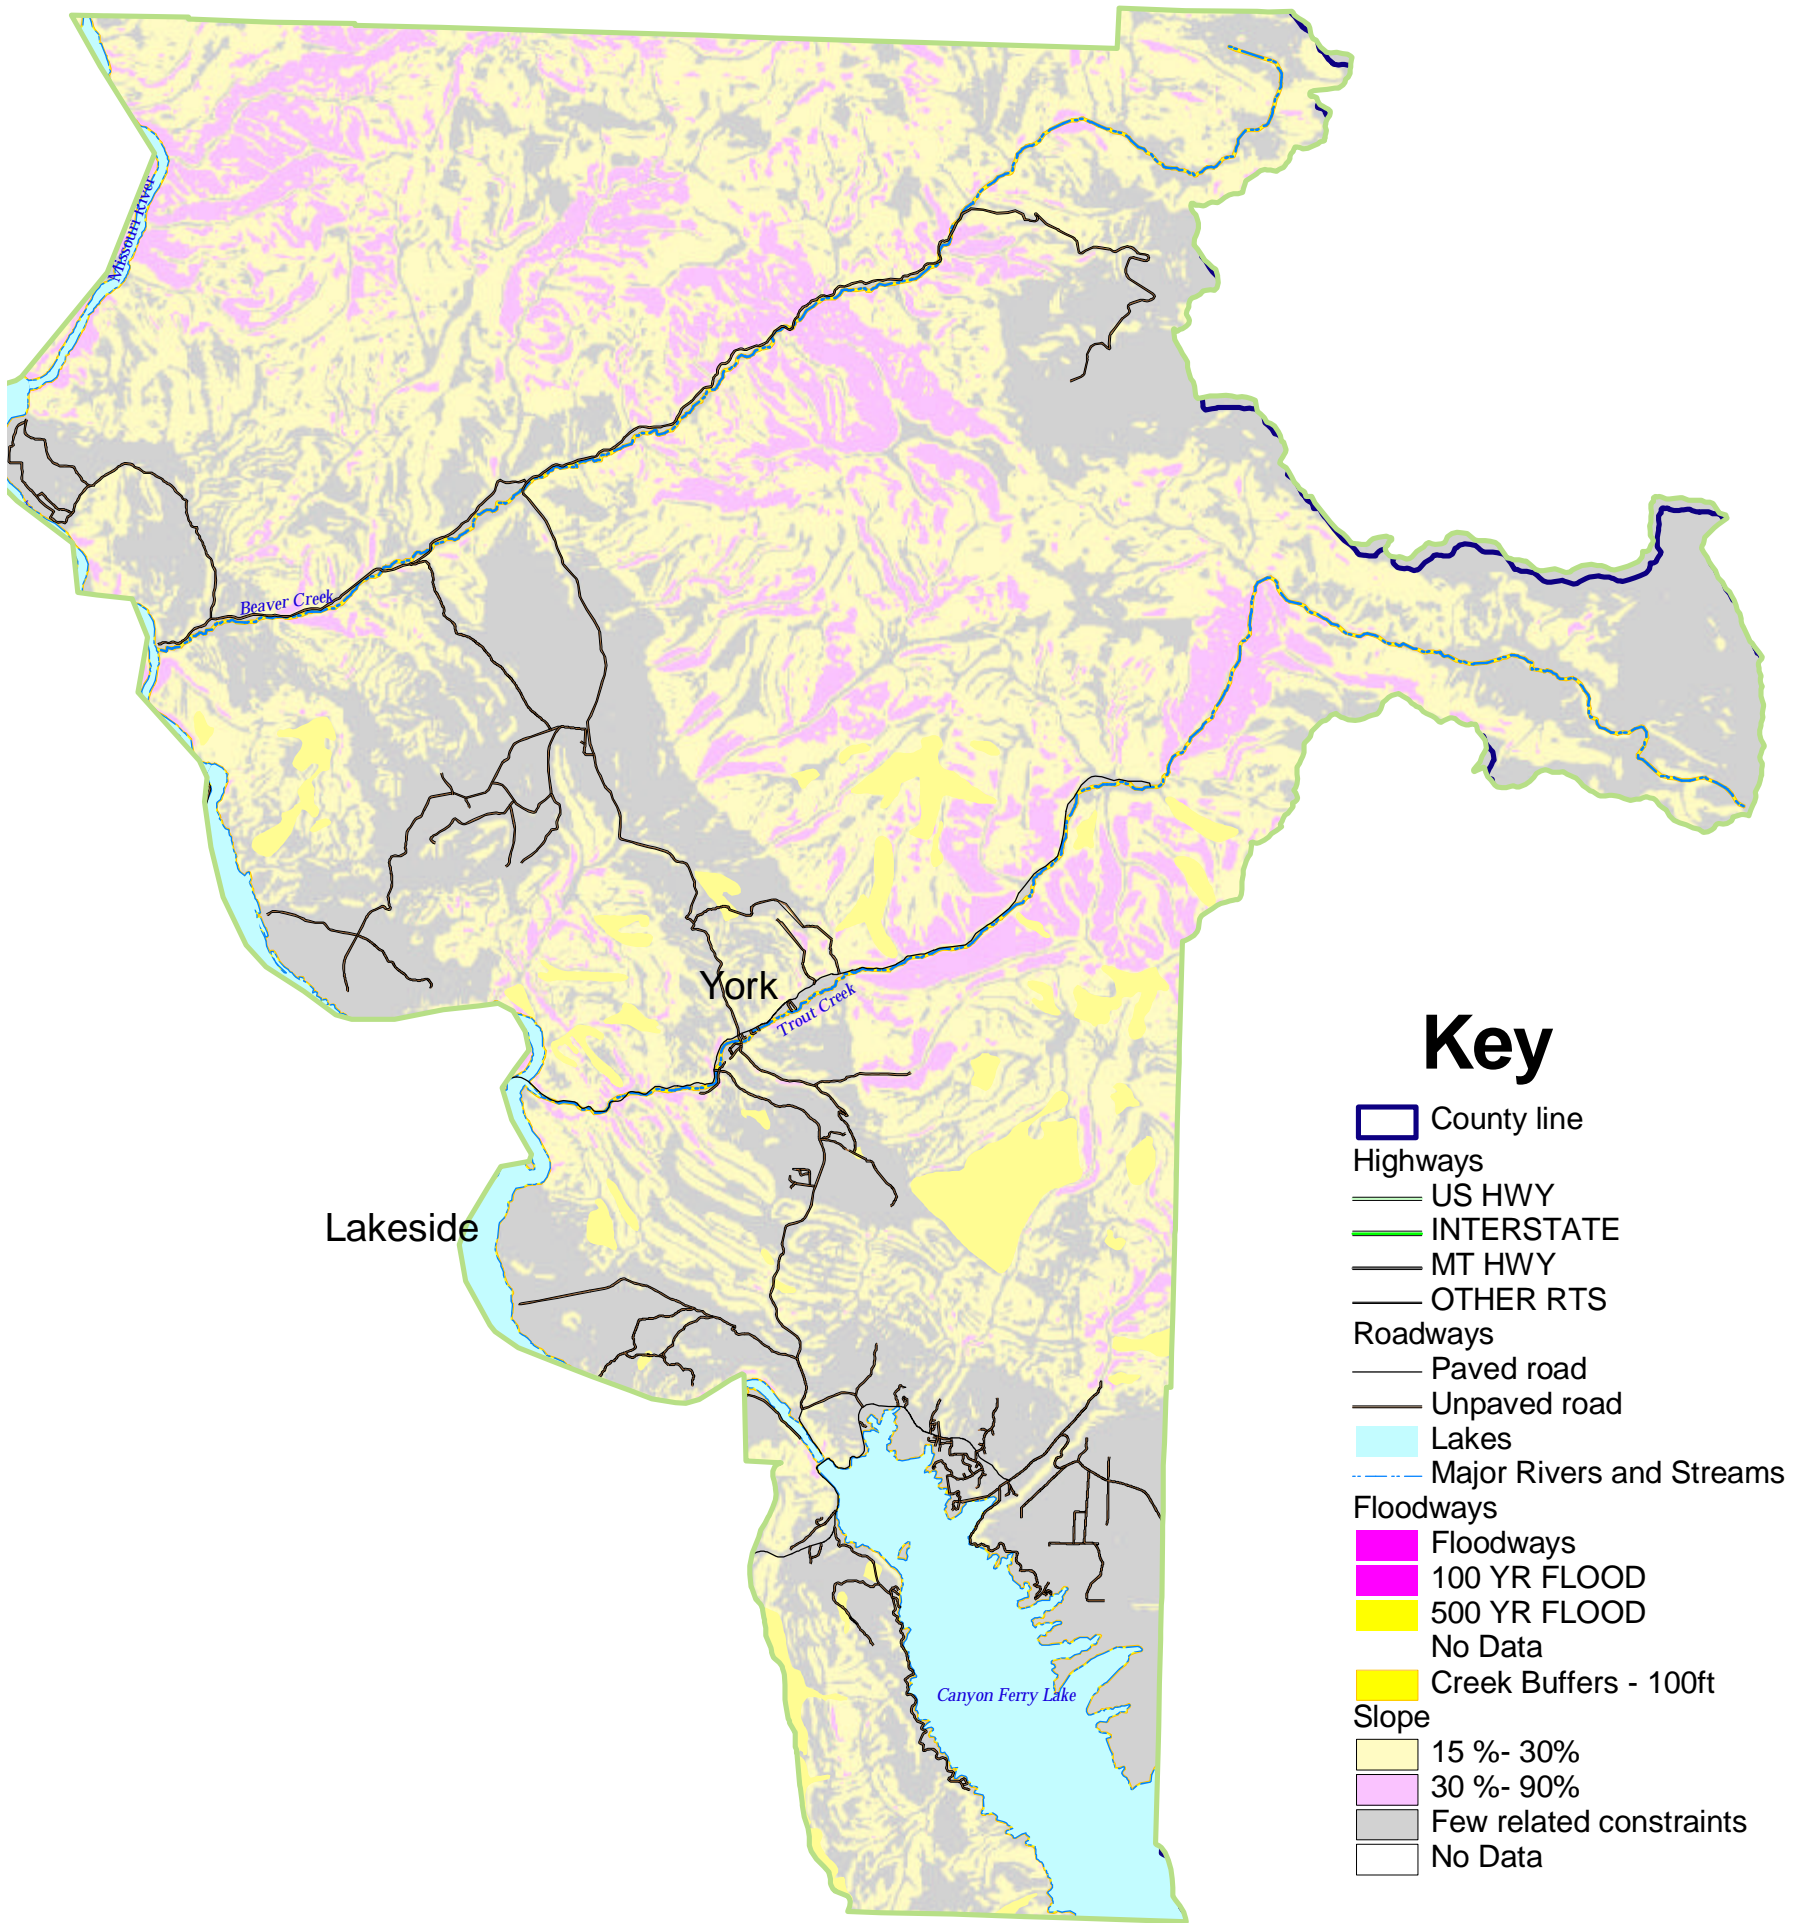 Missouri River
Beaver Creek
York
Trout Creek
Lakeside
Canyon Ferry Lake
Key
County line
Highways
US HWY
INTERSTATE
MT HWY
OTHER RTS
Roadways
Paved road
Unpaved road
Lakes
Major Rivers and Streams
Floodways
Floodways
100 YR FLOOD
500 YR FLOOD
No Data
Creek Buffers - 100ft
Slope
15 %- 30%
30 %- 90%
Few related constraints
No Data